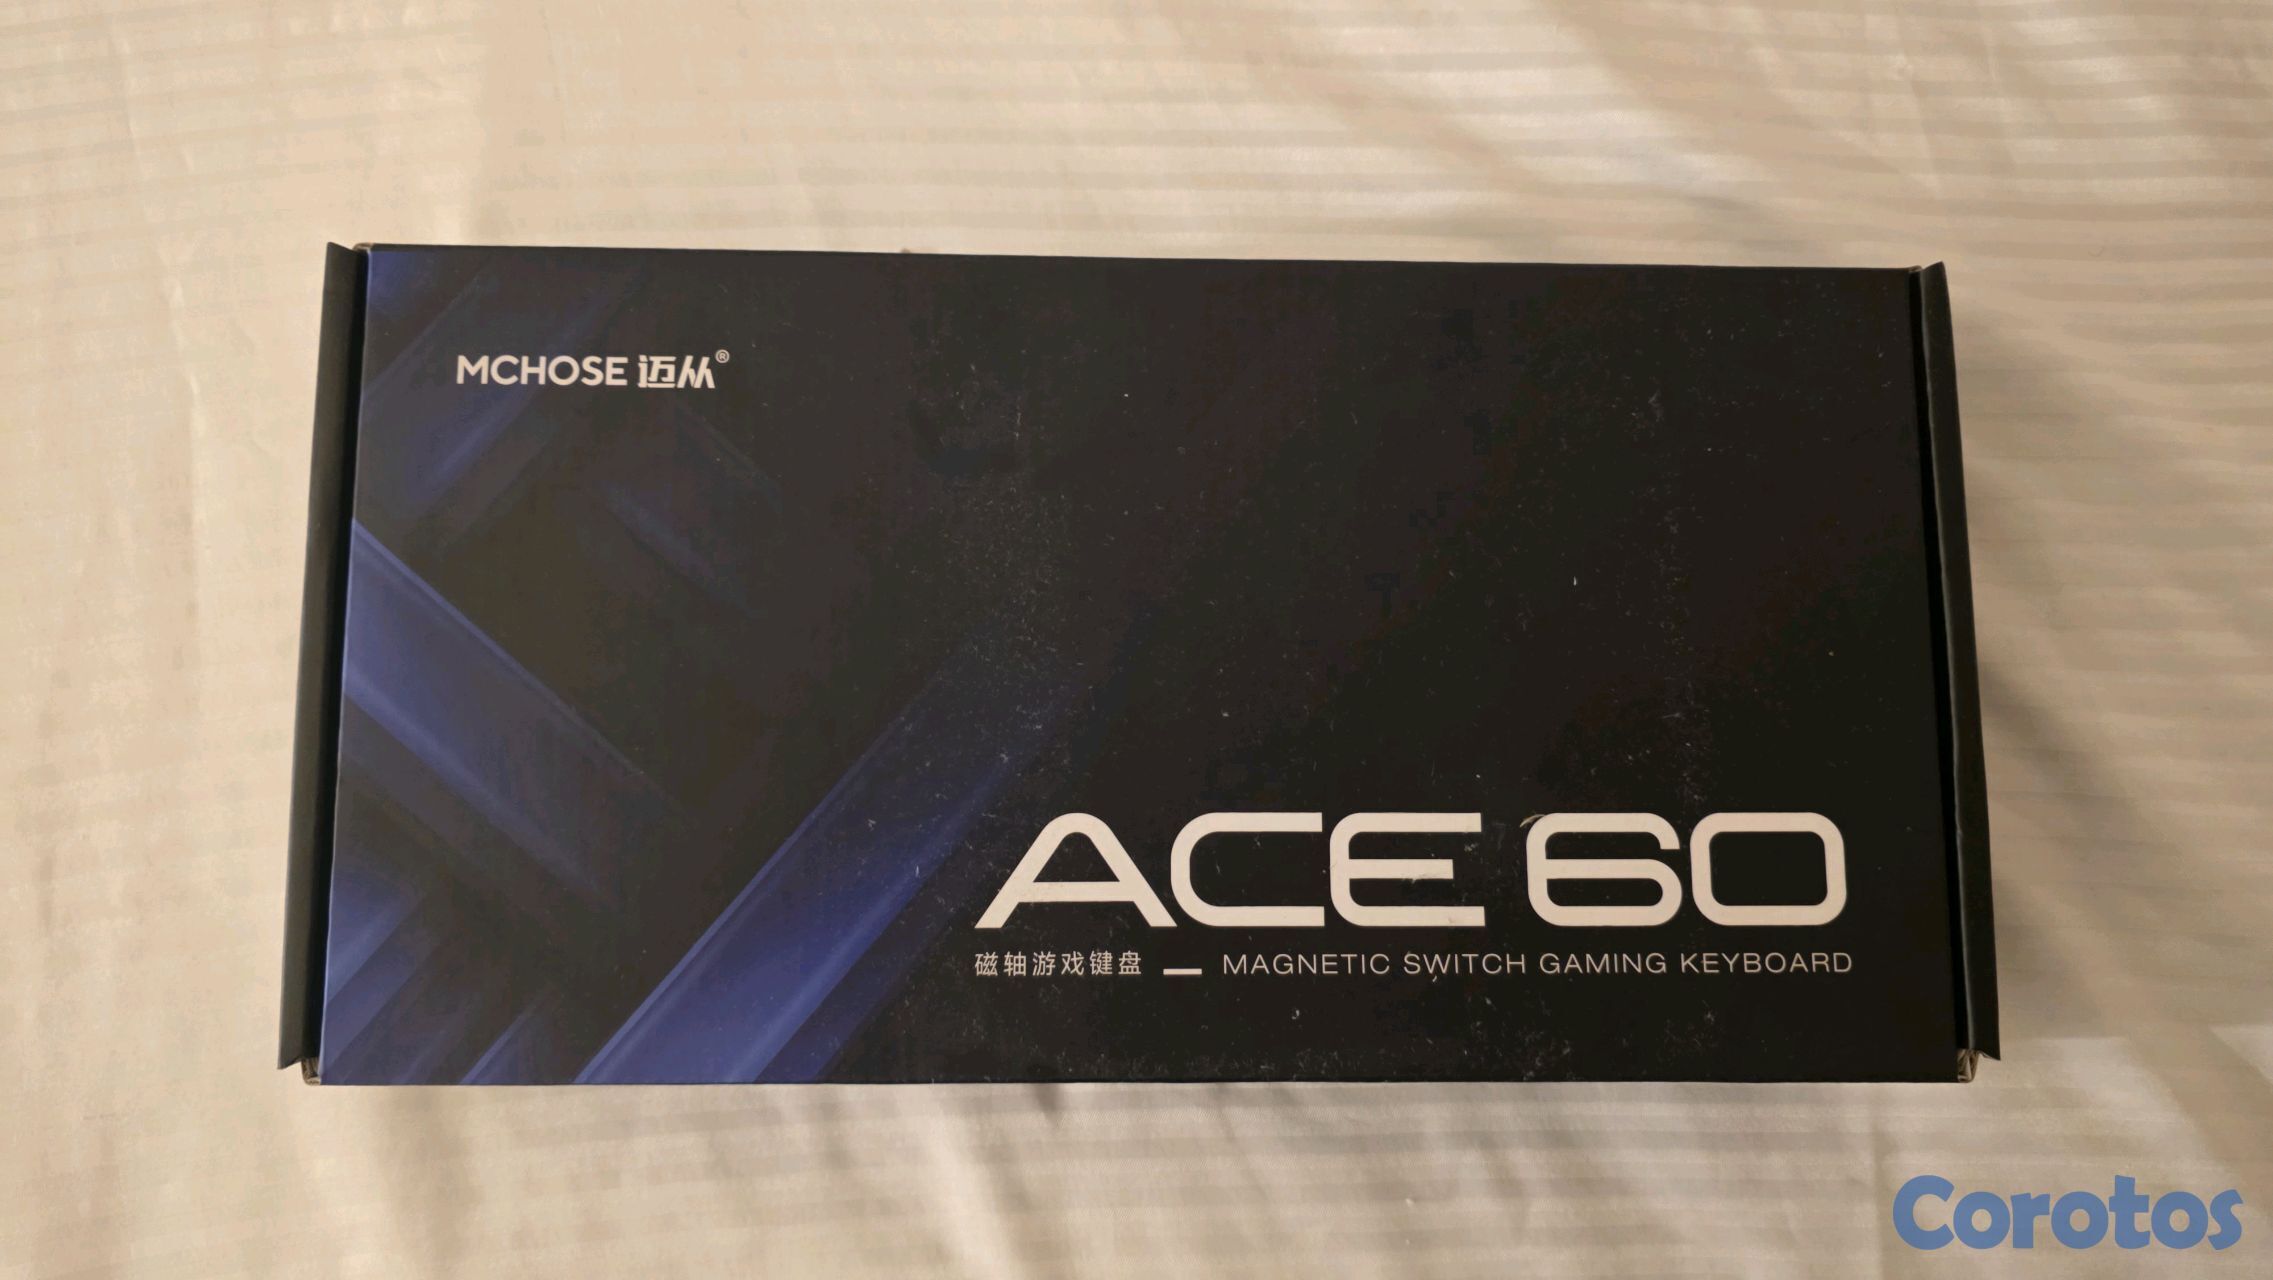 MCHOSE 迈从®
ACE 60
磁轴游戏键盘 — MAGNETIC SWITCH GAMING KEYBOARD
Corotos